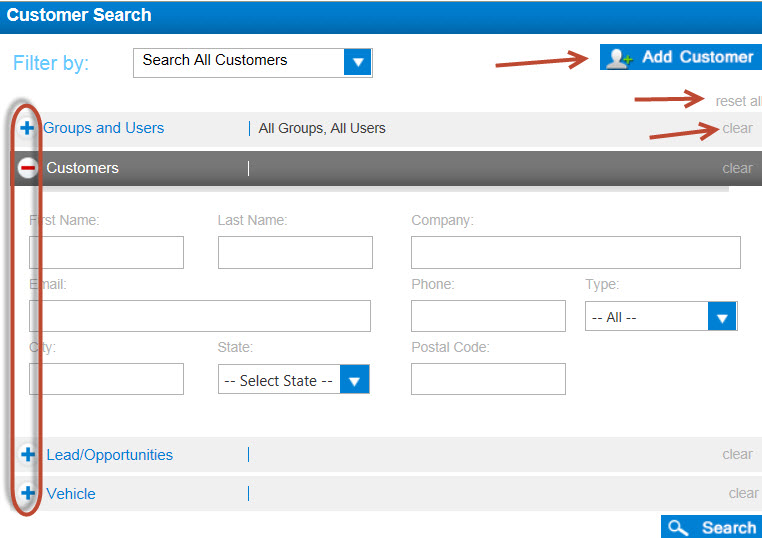 Customer Search
Filter by: Search All Customers Add Customer
reset all
Groups and Users | All Groups, All Users clear
Customers | clear
First Name: Last Name: Company:
Email: Phone: Type:
-- All --
City: State: Postal Code:
-- Select State --
Lead/Opportunities | clear
Vehicle | clear
Search